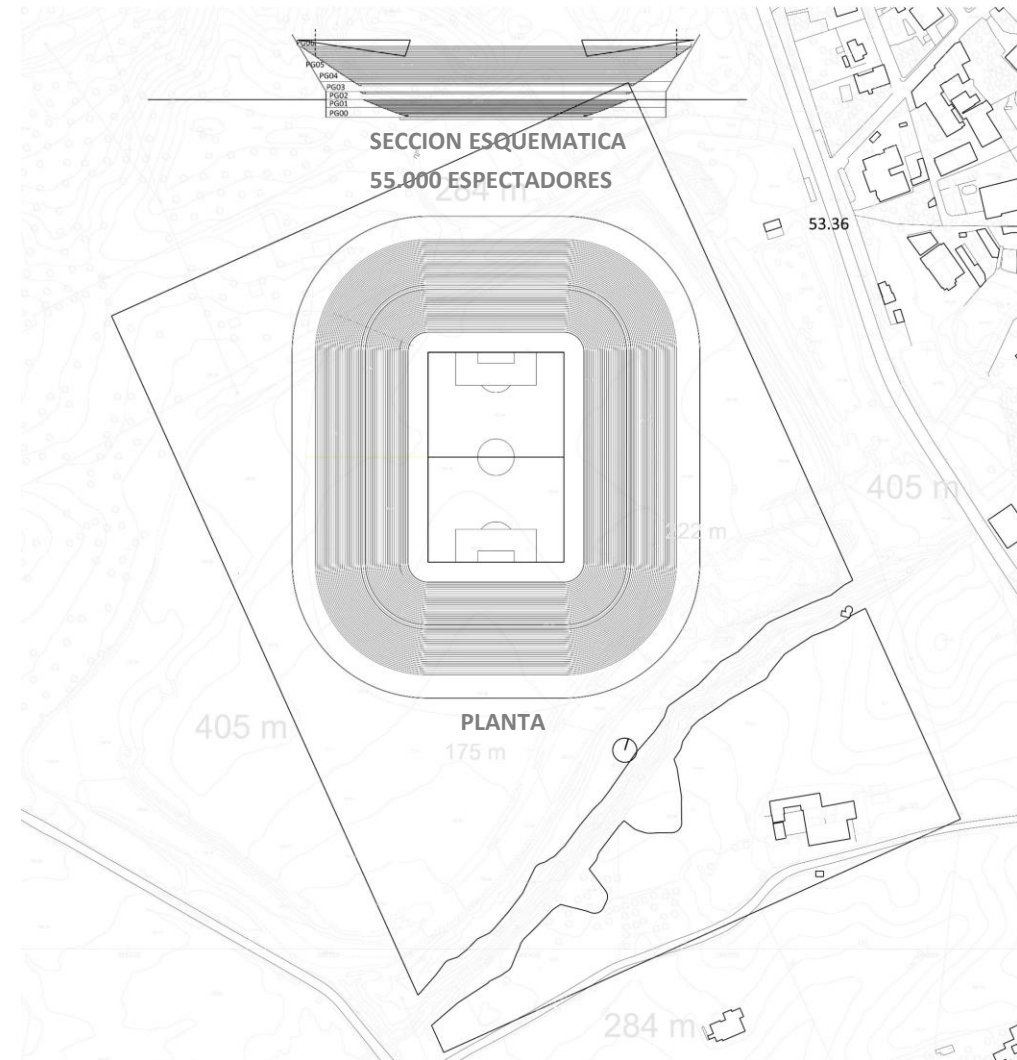 PG06
PG05
PG04
PG03
PG02
PG01
PG00
SECCION ESQUEMATICA
55.000 ESPECTADORES
284 m
53.36
405 m
222 m
405 m
PLANTA
175 m
284 m